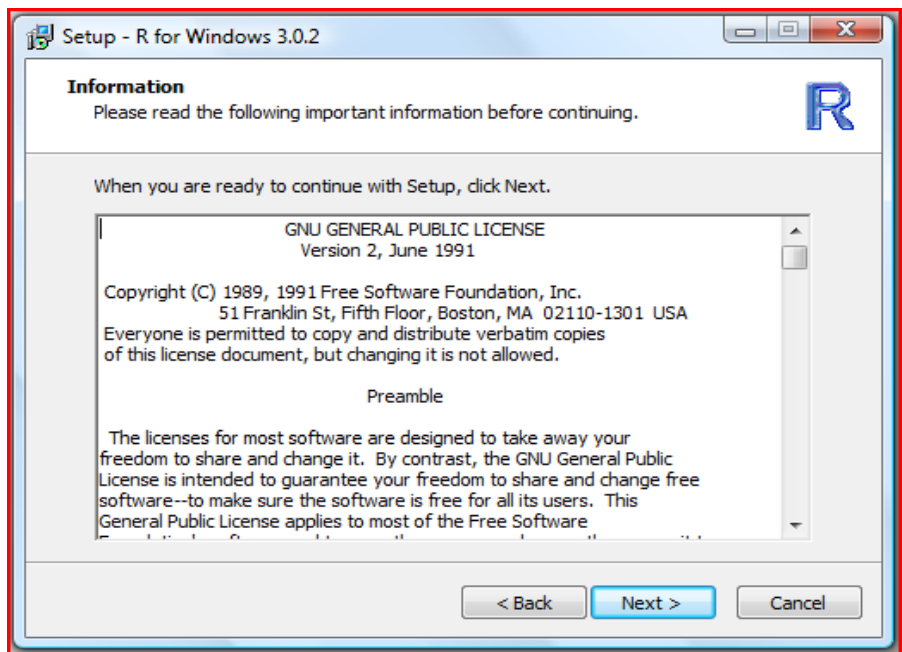 Setup - R for Windows 3.0.2
Information
Please read the following important information before continuing.
R
When you are ready to continue with Setup, click Next.
GNU GENERAL PUBLIC LICENSE
Version 2, June 1991
Copyright (C) 1989, 1991 Free Software Foundation, Inc.
51 Franklin St, Fifth Floor, Boston, MA  02110-1301  USA
Everyone is permitted to copy and distribute verbatim copies
of this license document, but changing it is not allowed.
Preamble
The licenses for most software are designed to take away your
freedom to share and change it.  By contrast, the GNU General Public
License is intended to guarantee your freedom to share and change free
software--to make sure the software is free for all its users.  This
General Public License applies to most of the Free Software
< Back
Next >
Cancel